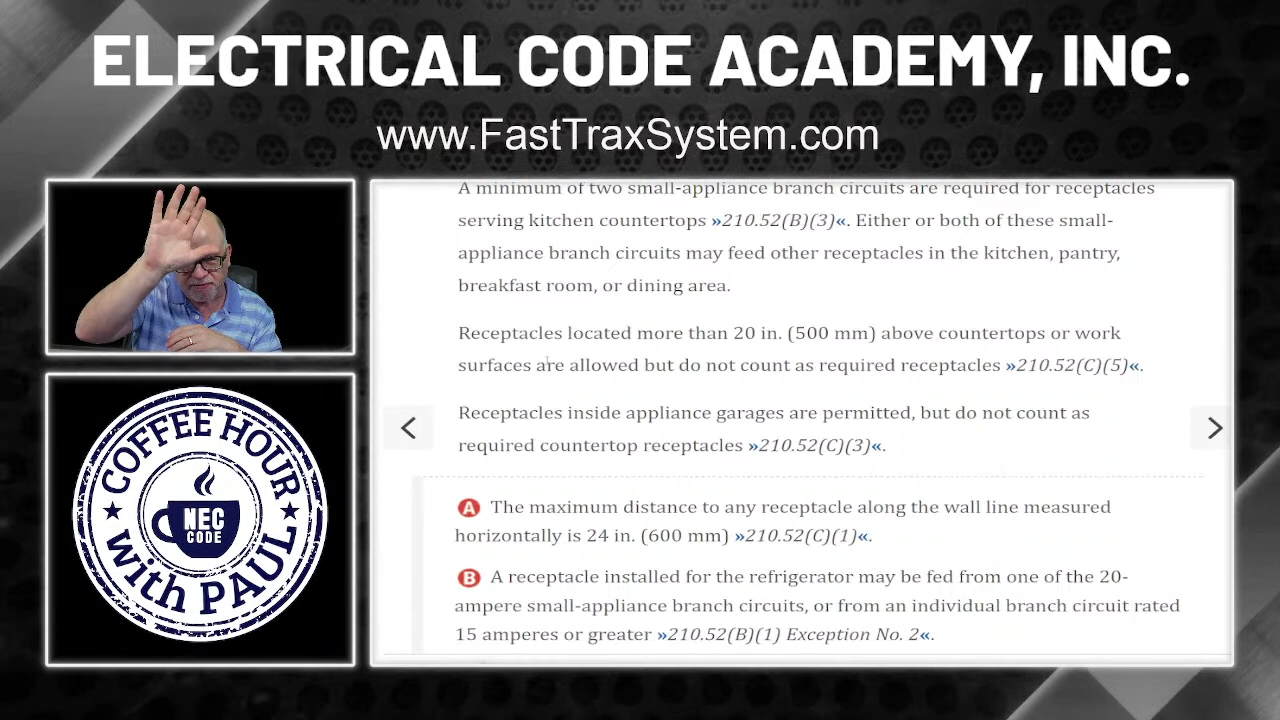 ELECTRICAL CODE ACADEMY, INC.
www.FastTraxSystem.com
A minimum of two small-appliance branch circuits are required for receptacles
serving kitchen countertops »210.52(B)(3)«. Either or both of these small-
appliance branch circuits may feed other receptacles in the kitchen, pantry,
breakfast room, or dining area.
Receptacles located more than 20 in. (500 mm) above countertops or work
surfaces are allowed but do not count as required receptacles »210.52(C)(5)«.
Receptacles inside appliance garages are permitted, but do not count as
required countertop receptacles »210.52(C)(3)«.
A The maximum distance to any receptacle along the wall line measured
horizontally is 24 in. (600 mm) »210.52(C)(1)«.
B A receptacle installed for the refrigerator may be fed from one of the 20-
ampere small-appliance branch circuits, or from an individual branch circuit rated
15 amperes or greater »210.52(B)(1) Exception No. 2«.
COFFEE HOUR
NEC
CODE
with PAUL